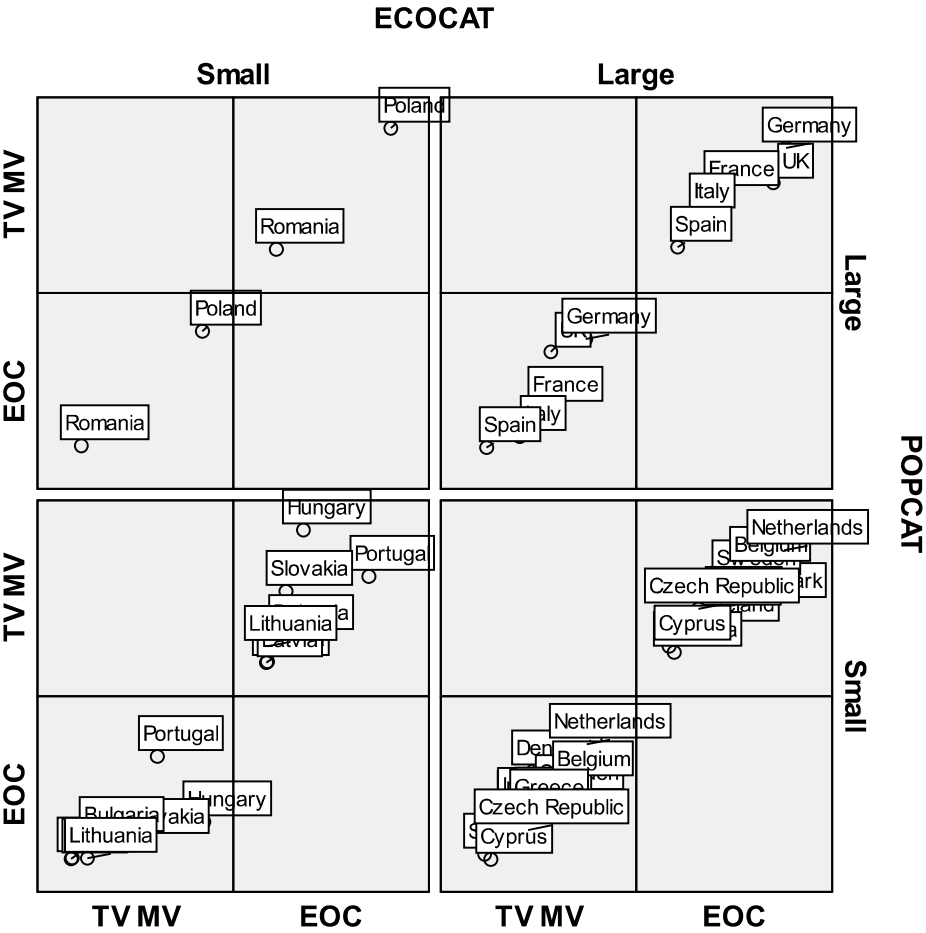 ECOCAT
Small
Large
Poland
Germany
UK
France
Italy
Spain
Romania
TV MV
Large
Poland
Germany
France
Spain
Romania
EOC
POPCAT
Hungary
Netherlands
Portugal
Belgium
Slovakia
Czech Republic
Lithuania
Cyprus
TV MV
Small
Portugal
Netherlands
Belgium
Hungary
Greece
Bulgaria
Czech Republic
Lithuania
Cyprus
EOC
TV MV
EOC
TV MV
EOC